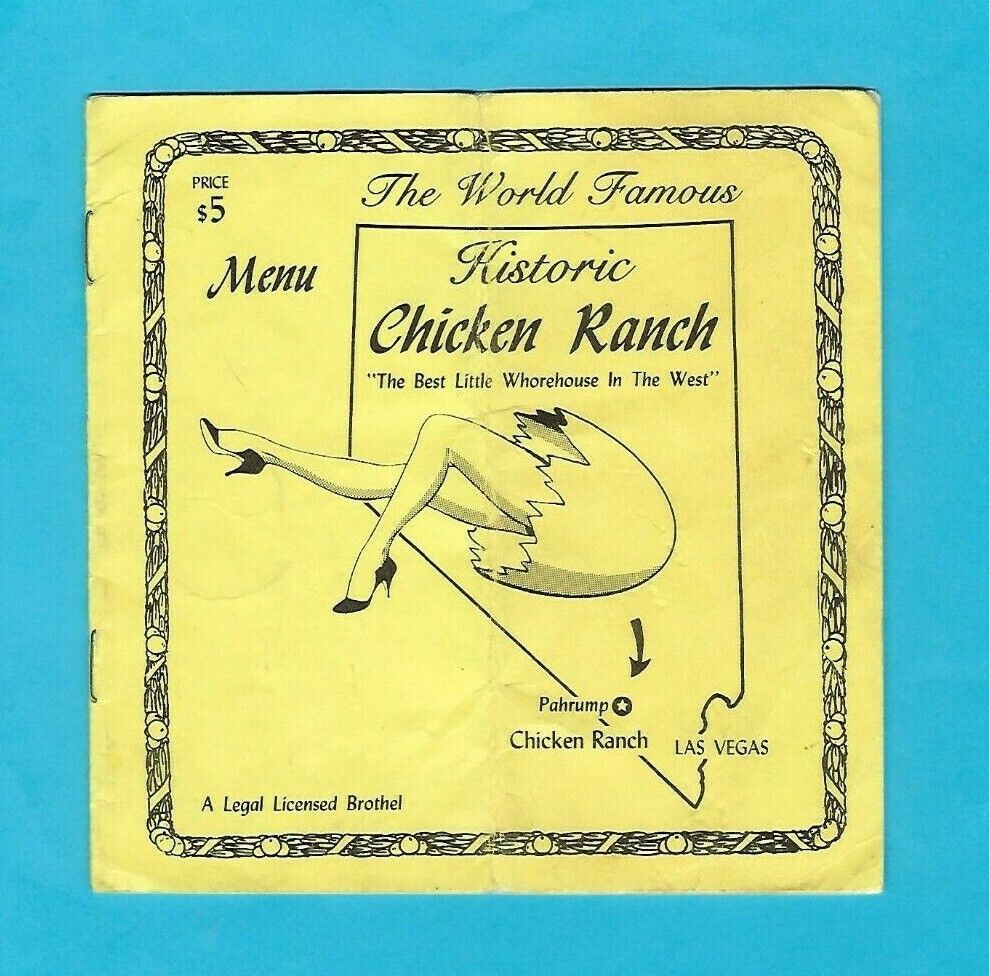 PRICE
$5
The World Famous
Menu
Historic
Chicken Ranch
"The Best Little Whorehouse In The West"
Pahrump
Chicken Ranch
LAS VEGAS
A Legal Licensed Brothel